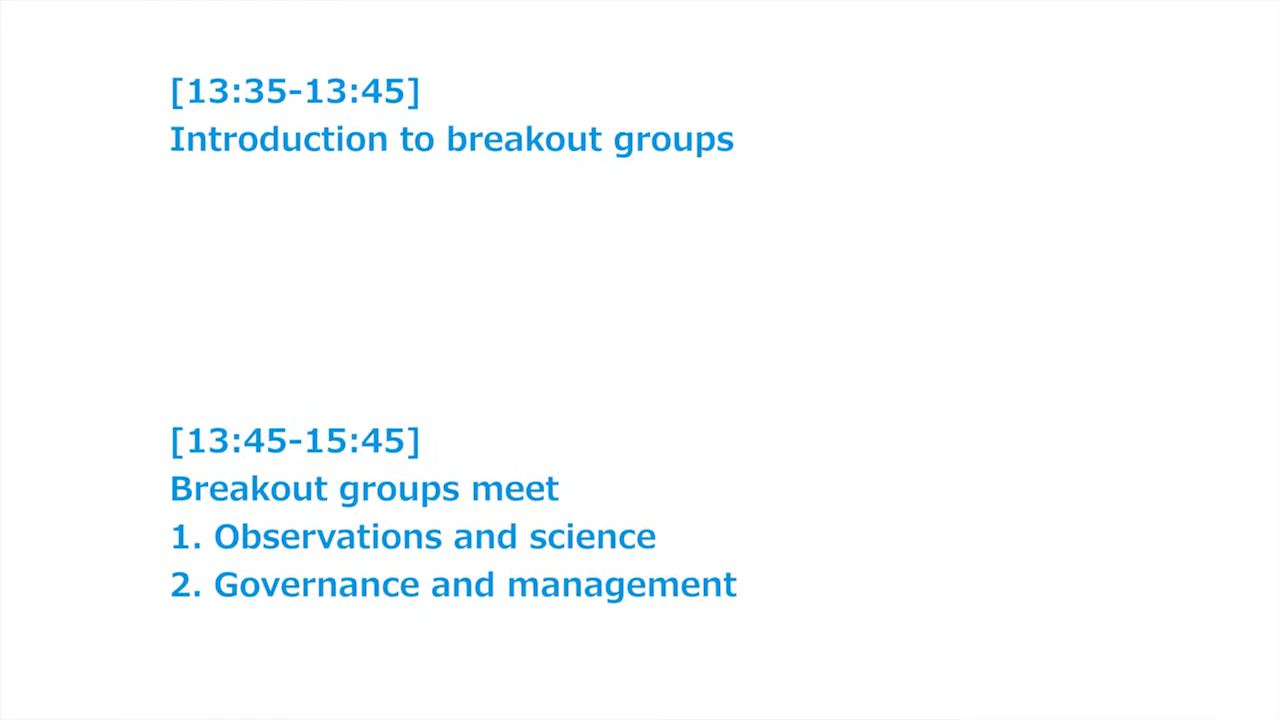 [13:35-13:45]
Introduction to breakout groups
[13:45-15:45]
Breakout groups meet
1. Observations and science
2. Governance and management